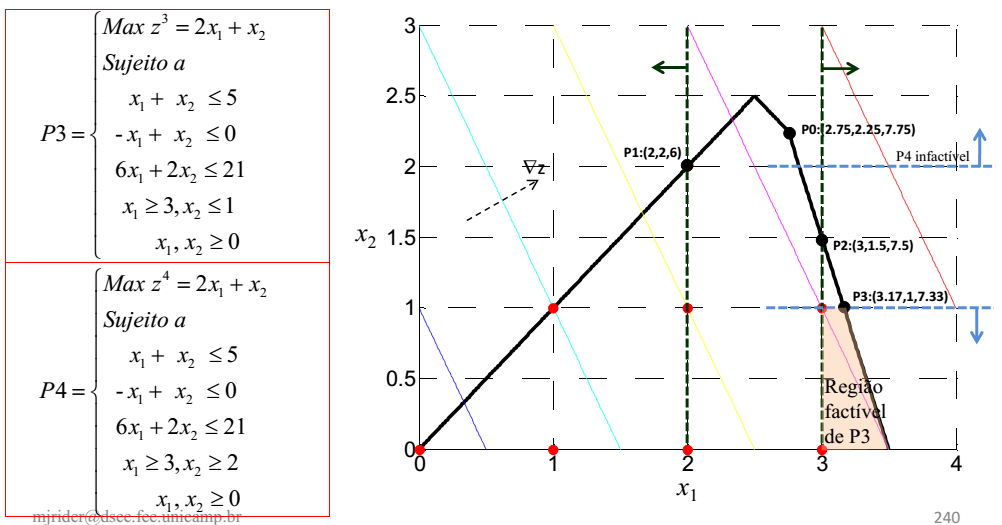 Max z³ = 2x₁ + x₂
Sujeito a
x₁ + x₂ ≤ 5
-x₁ + x₂ ≤ 0
P3 =
6x₁ + 2x₂ ≤ 21
x₁ ≥ 3, x₂ ≤ 1
x₁, x₂ ≥ 0
Max z⁴ = 2x₁ + x₂
Sujeito a
x₁ + x₂ ≤ 5
-x₁ + x₂ ≤ 0
P4 =
6x₁ + 2x₂ ≤ 21
x₁ ≥ 3, x₂ ≥ 2
x₁, x₂ ≥ 0
mjrider@dsee.fee.unicamp.br
3
2.5
2
1.5
1
0.5
0
x₂
0
1
2
3
4
x₁
∇z
P0:(2.75,2.25,7.75)
P1:(2,2,6)
P4 infactível
P2:(3,1.5,7.5)
P3:(3.17,1,7.33)
Região
factível
de P3
240